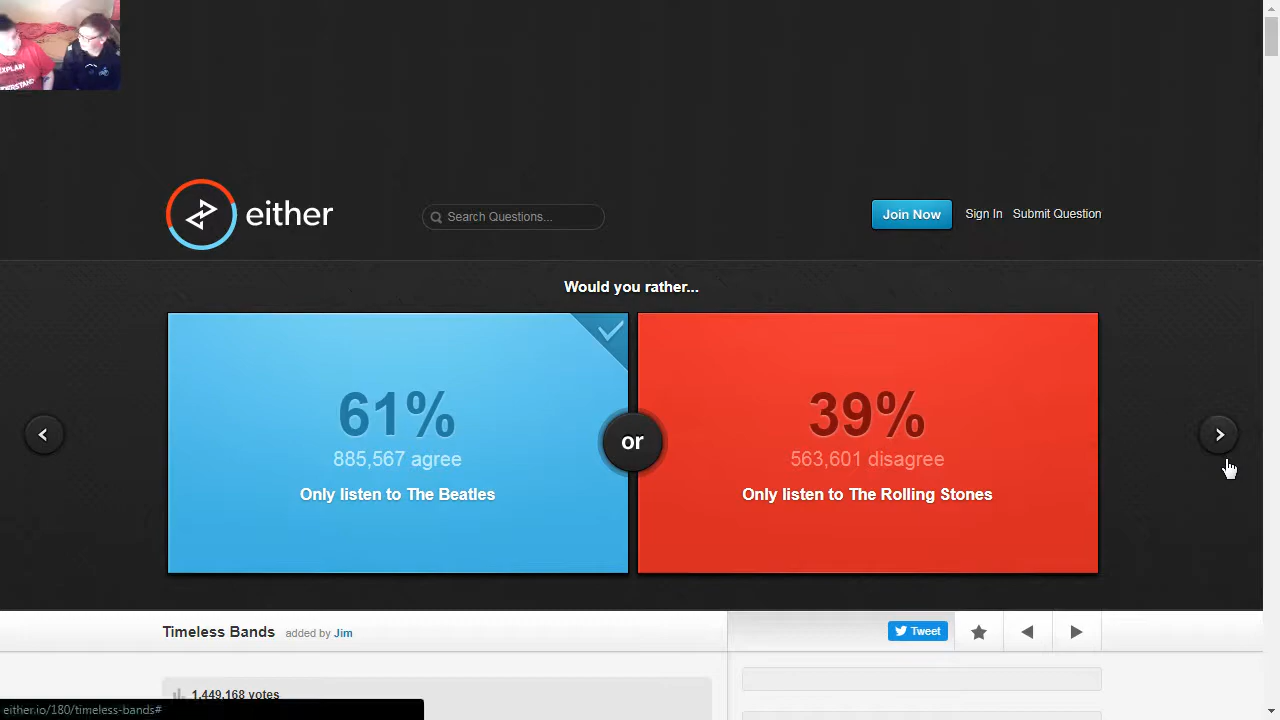 EXPLAIN
either
Search Questions...
Join Now
Sign In
Submit Question
Would you rather...
61%
885,567 agree
Only listen to The Beatles
or
39%
563,601 disagree
Only listen to The Rolling Stones
Timeless Bands
added by Jim
Tweet
1,449,168 votes
either.io/180/timeless-bands#